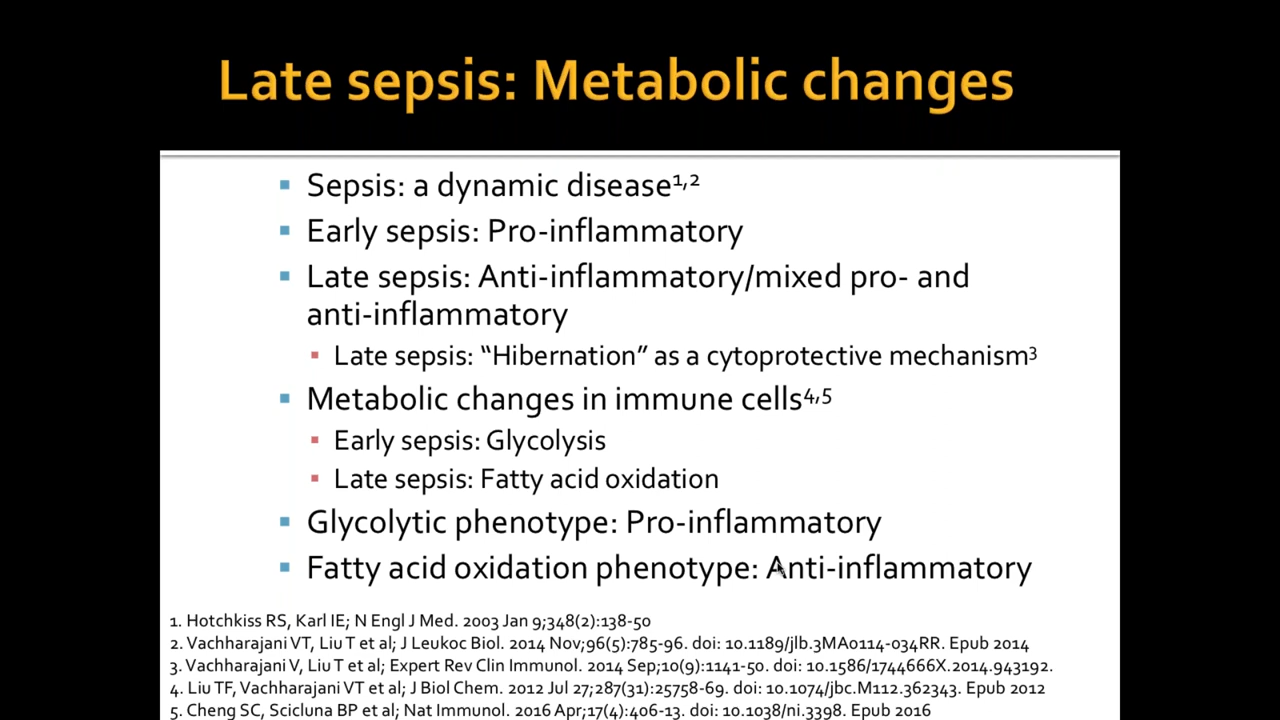 Late sepsis: Metabolic changes
Sepsis: a dynamic disease1,2
Early sepsis: Pro-inflammatory
Late sepsis: Anti-inflammatory/mixed pro- and
anti-inflammatory
Late sepsis: “Hibernation” as a cytoprotective mechanism3
Metabolic changes in immune cells4,5
Early sepsis: Glycolysis
Late sepsis: Fatty acid oxidation
Glycolytic phenotype: Pro-inflammatory
Fatty acid oxidation phenotype: Anti-inflammatory
1. Hotchkiss RS, Karl IE; N Engl J Med. 2003 Jan 9;348(2):138-50
2. Vachharajani VT, Liu T et al; J Leukoc Biol. 2014 Nov;96(5):785-96. doi: 10.1189/jlb.3MA0114-034RR. Epub 2014
3. Vachharajani V, Liu T et al; Expert Rev Clin Immunol. 2014 Sep;10(9):1141-50. doi: 10.1586/1744666X.2014.943192.
4. Liu TF, Vachharajani VT et al; J Biol Chem. 2012 Jul 27;287(31):25758-69. doi: 10.1074/jbc.M112.362343. Epub 2012
5. Cheng SC, Scicluna BP et al; Nat Immunol. 2016 Apr;17(4):406-13. doi: 10.1038/ni.3398. Epub 2016